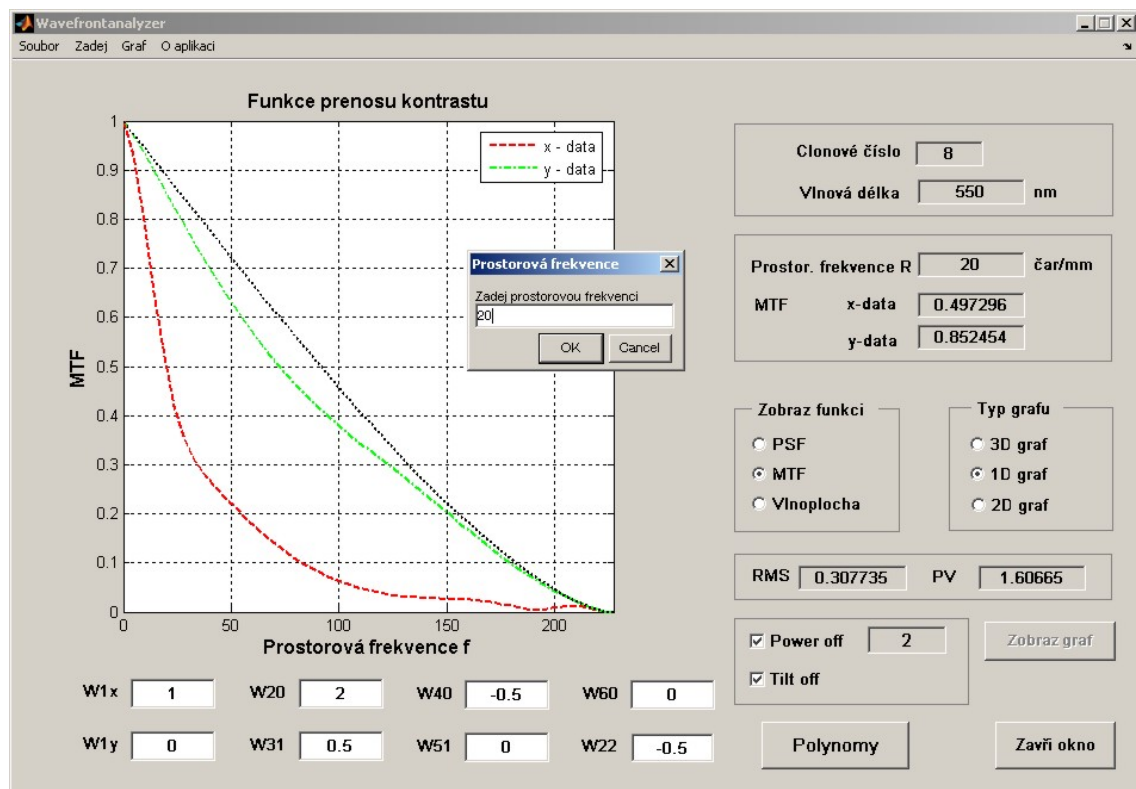 Wavefrontanalyzer
Soubor Zadej Graf O aplikaci
Funkce prenosu kontrastu
1
0.9
0.8
0.7
0.6
0.5
0.4
0.3
0.2
0.1
0
MTF
x - data
y - data
0 50 100 150 200
Prostorová frekvence f
Prostorová frekvence
Zadej prostorovou frekvenci
20
OK Cancel
Clonové číslo 8
Vlnová délka 550 nm
Prostor. frekvence R 20 čar/mm
MTF x-data 0.497296
y-data 0.852454
Zobraz funkci
PSF
MTF
Vlnoplocha
Typ grafu
3D graf
1D graf
2D graf
RMS 0.307735 PV 1.60665
Power off 2
Tilt off
Zobraz graf
W1x 1 W20 2 W40 -0.5 W60 0
W1y 0 W31 0.5 W51 0 W22 -0.5
Polynomy
Zavři okno